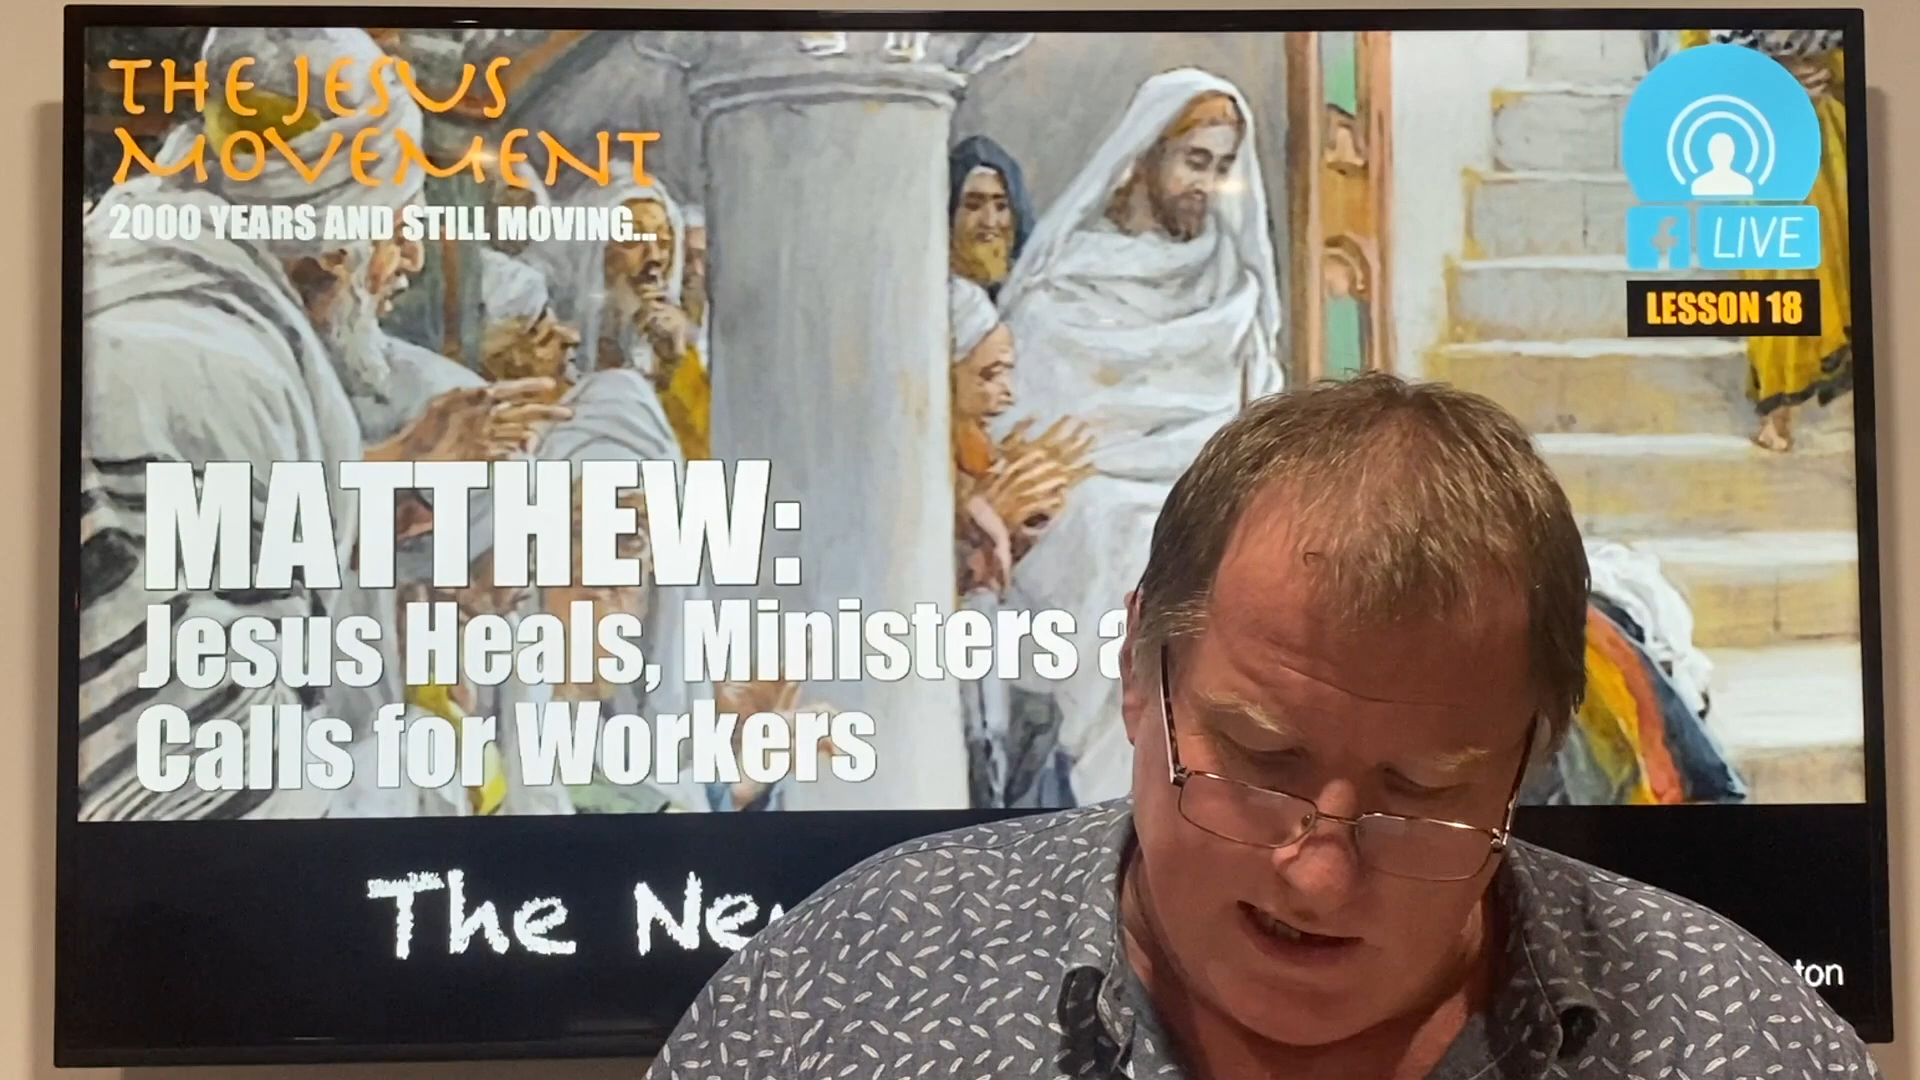 THE JESUS
MOVEMENT
2000 YEARS AND STILL MOVING...
f LIVE
LESSON 18
MATTHEW:
Jesus Heals, Ministers a
Calls for Workers
The Ne
ton